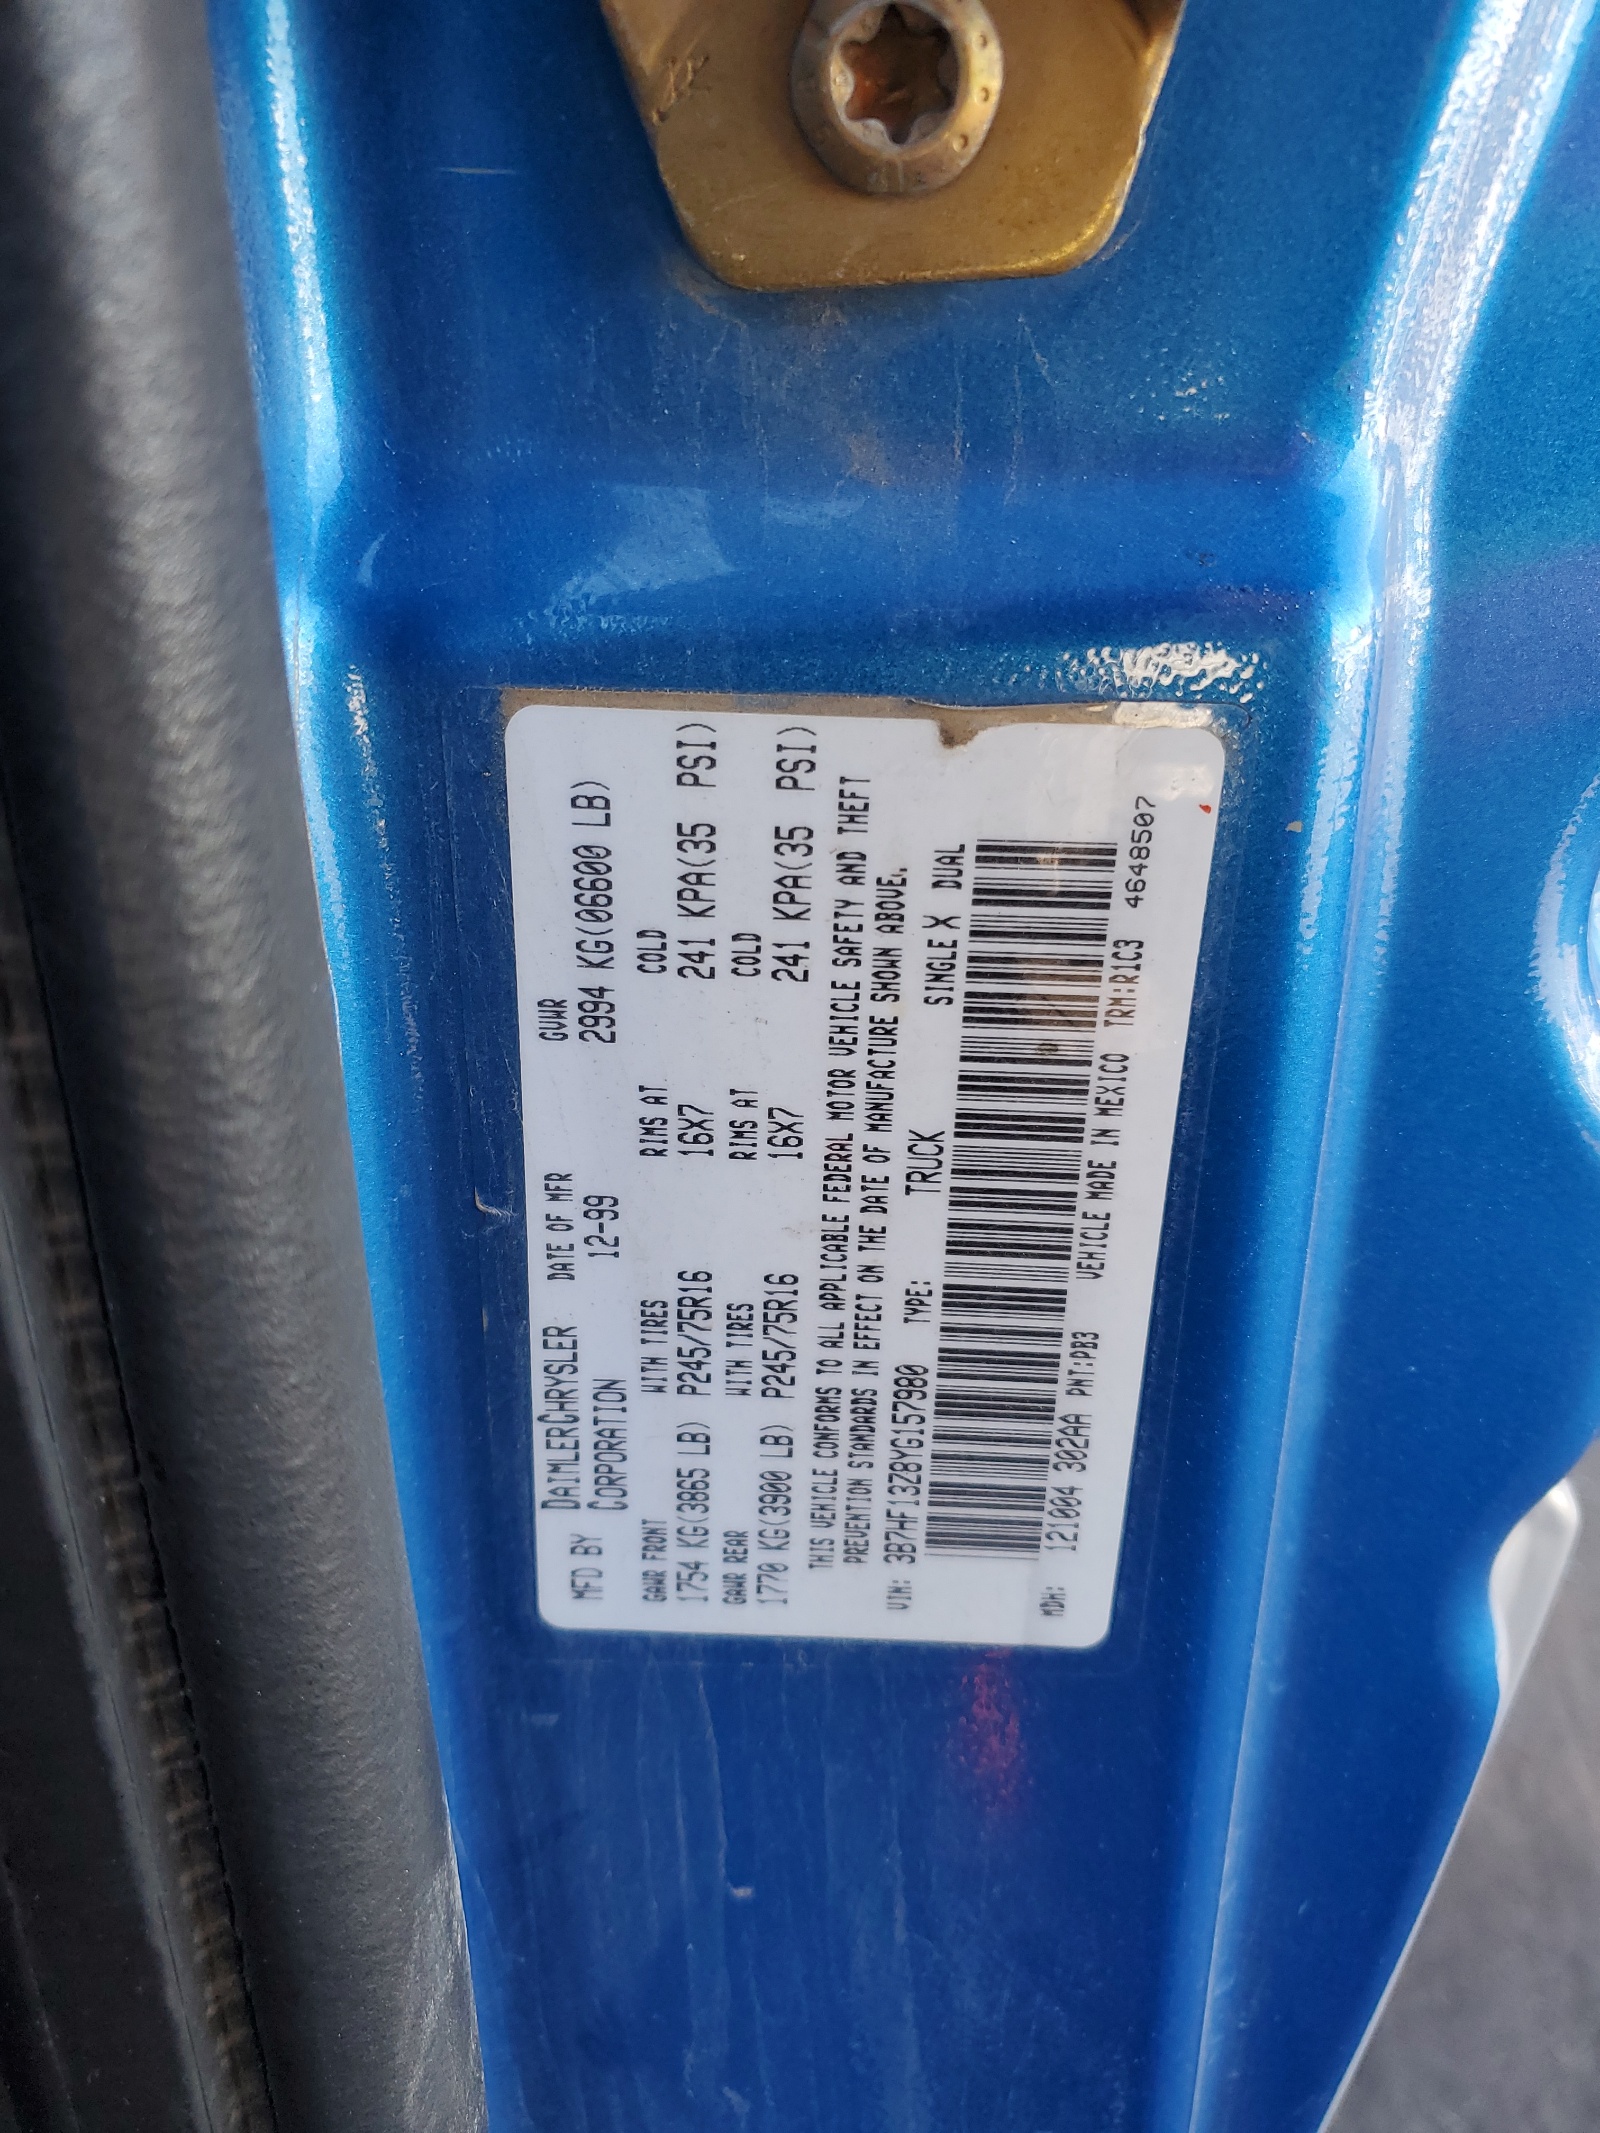 MFD BY DAIMLERCHRYSLER CORPORATION DATE OF MFR 12-99 GVWR 2994 KG(06600 LB)
GAWR FRONT WITH TIRES RIMS AT COLD
1754 KG(3865 LB) P245/75R16 16X7 241 KPA(35 PSI)
GAWR REAR WITH TIRES RIMS AT COLD
1770 KG(3900 LB) P245/75R16 16X7 241 KPA(35 PSI)
THIS VEHICLE CONFORMS TO ALL APPLICABLE FEDERAL MOTOR VEHICLE SAFETY AND THEFT
PREVENTION STANDARDS IN EFFECT ON THE DATE OF MANUFACTURE SHOWN ABOVE.
VIN: 3B7HF13Z8YG157980 TYPE: TRUCK SINGLE X DUAL
MDH: 121004 302AA PNT:PB3 VEHICLE MADE IN MEXICO TRM:R1C3 4648507